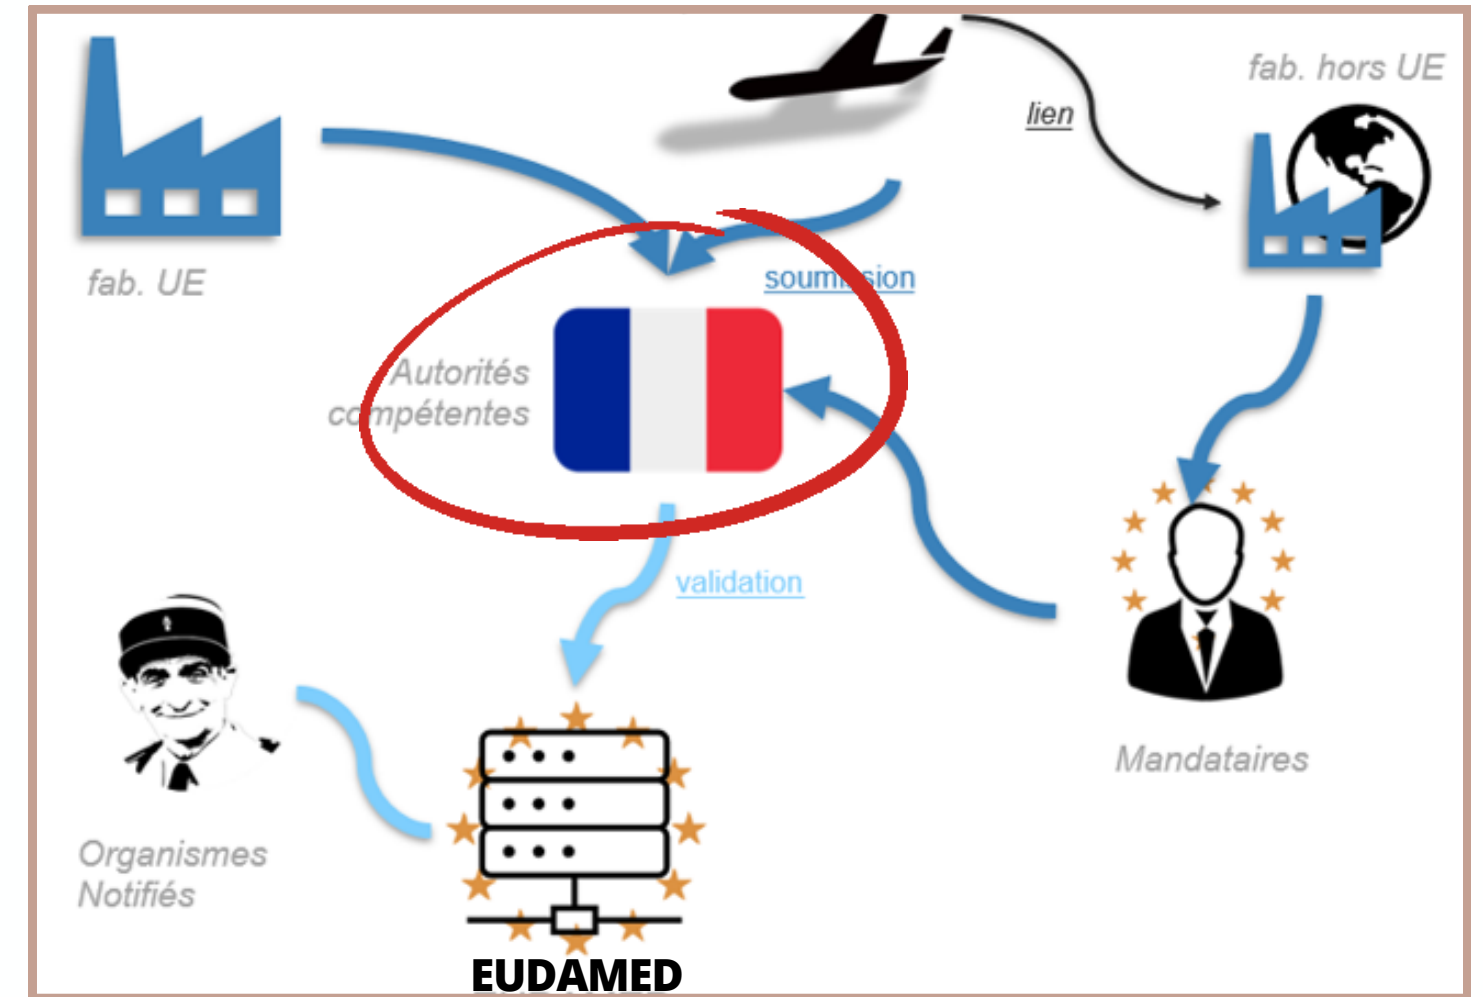 fab. hors UE
lien
fab. UE
soumission
Autorités
compétentes
validation
Mandataires
Organismes
Notifiés
EUDAMED